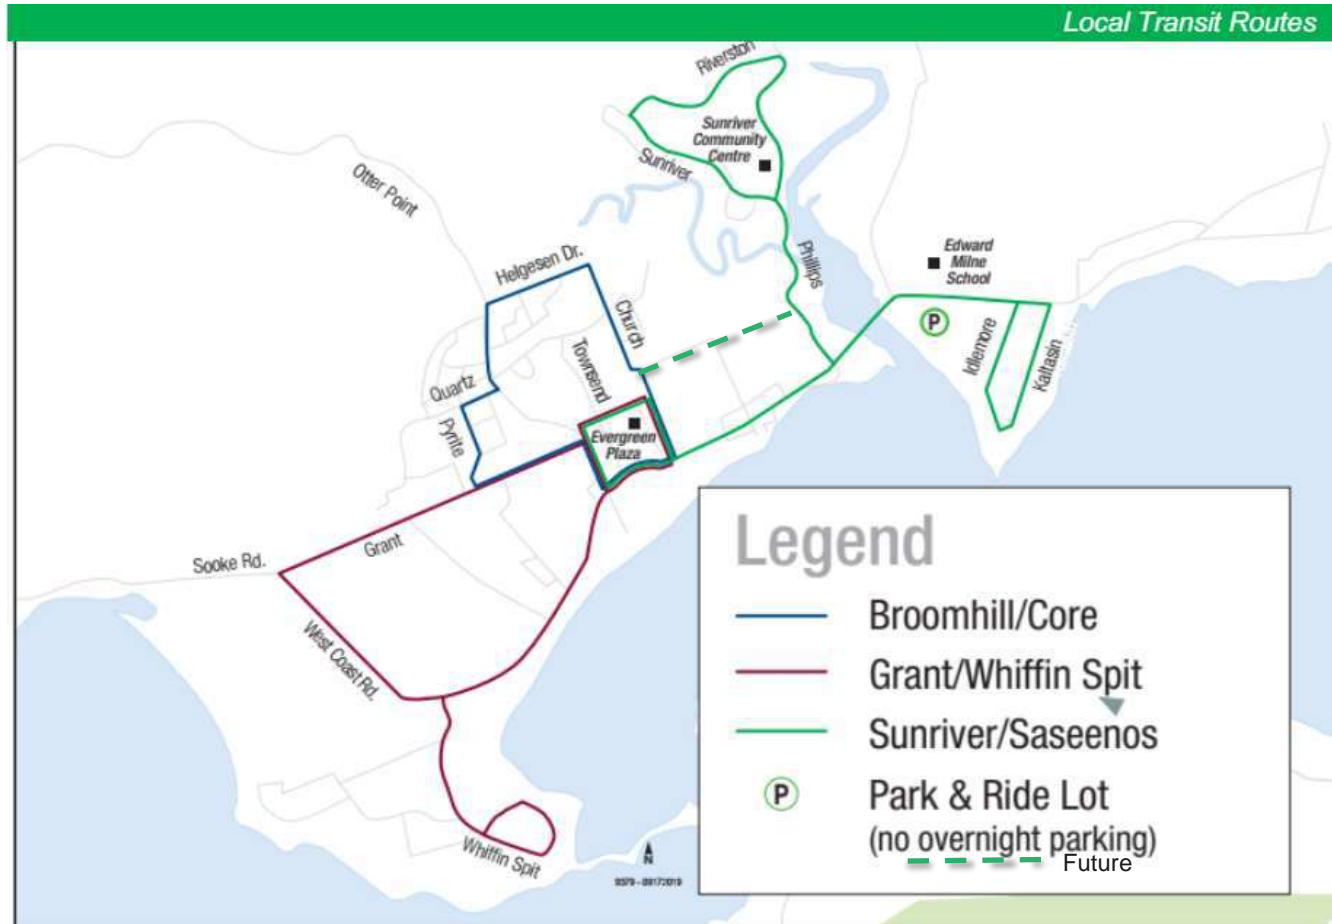 Local Transit Routes
Riverston
Sunriver
Community
Centre
Sunriver
Otter Point
Phillips
Edward
Milne
School
Helgesen Dr.
Church
P
Idlemore
Kaltasin
Townsend
Quartz
Pyrite
Evergreen
Plaza
Grant
Sooke Rd.
West Coast Rd.
Whiffin Spit
N
9379 - 09172019
Legend
Broomhill/Core
Grant/Whiffin Spit
Sunriver/Saseenos
P Park & Ride Lot
(no overnight parking)
Future